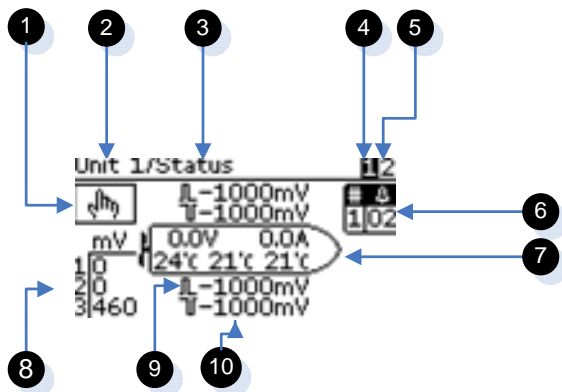 1 2 3 4 5
Unit 1/Status 1 2
-1000mV # 
-1000mV 1 02
6
mV 0.0V 0.0A
7
1 0 24°c 21°c 21°c
2 0 -1000mV
3 460 -1000mV
8 9 10